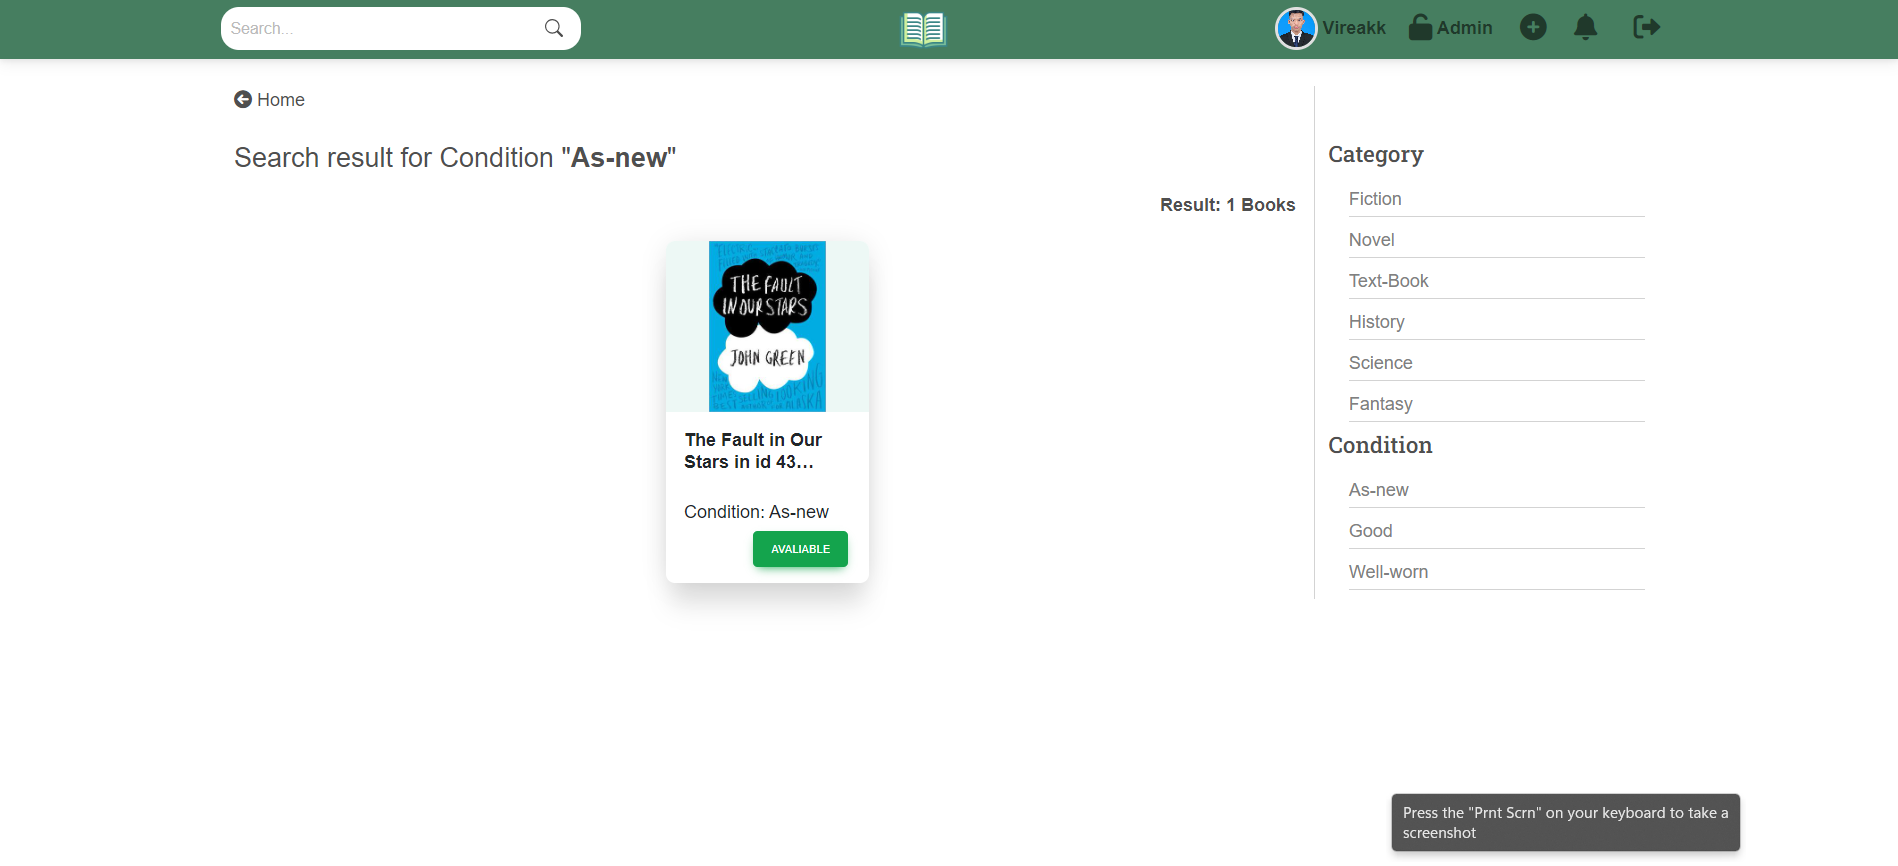 Search...
Vireakk
Admin
Home
Search result for Condition "As-new"
Result: 1 Books
THE FAULT
IN OUR STARS
JOHN GREEN
The Fault in Our
Stars in id 43...
Condition: As-new
AVALIABLE
Category
Fiction
Novel
Text-Book
History
Science
Fantasy
Condition
As-new
Good
Well-worn
Press the "Prnt Scrn" on your keyboard to take a
screenshot